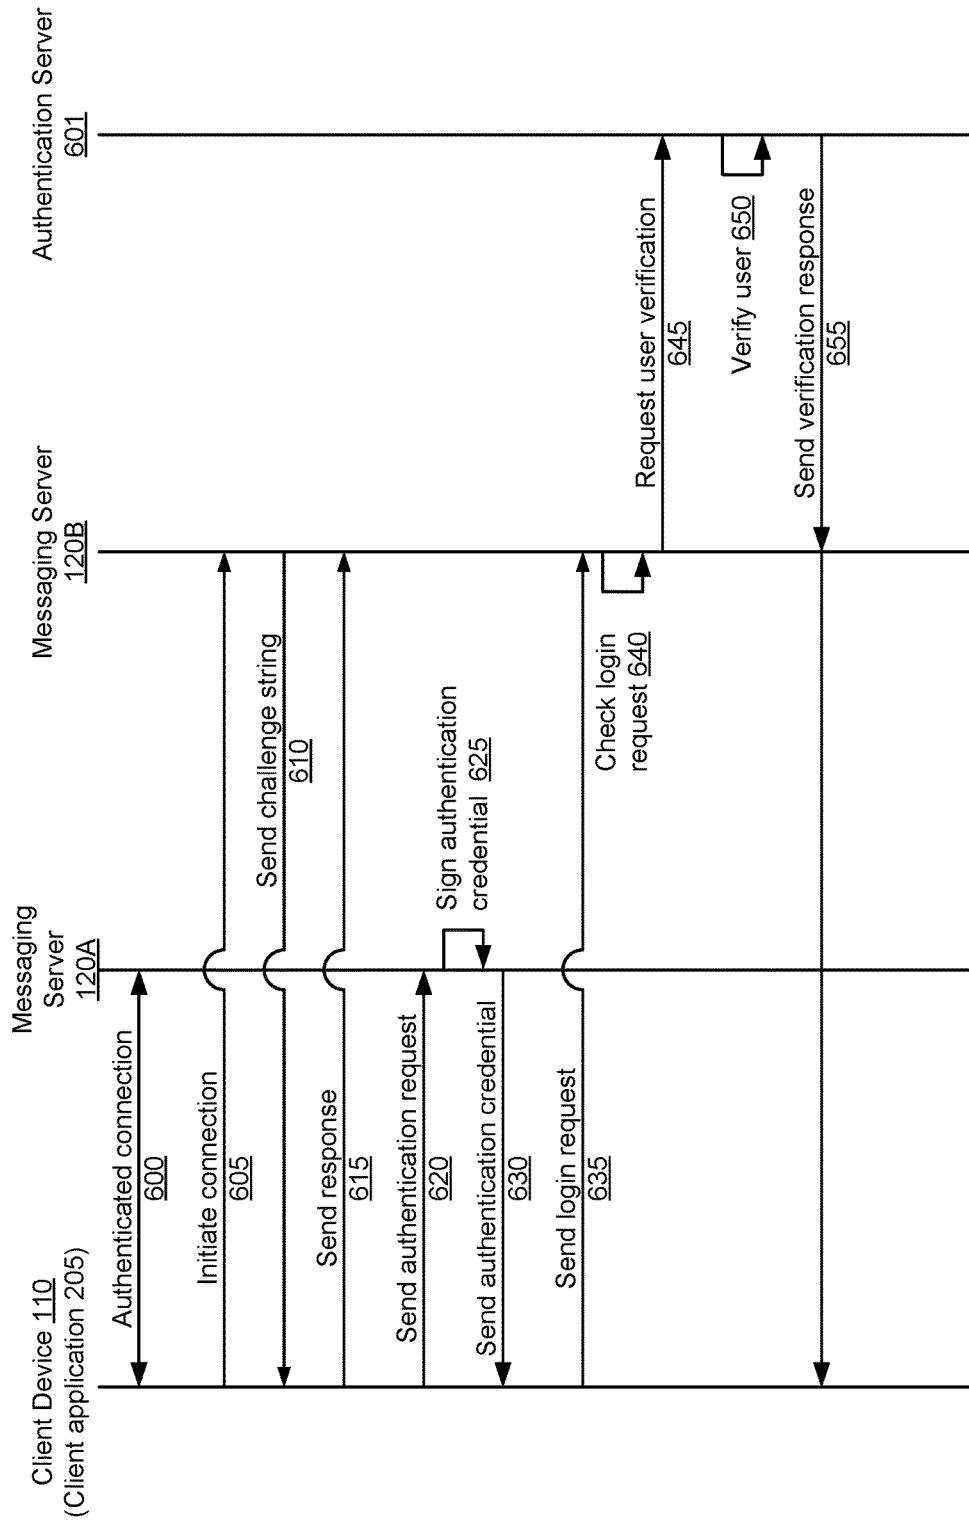 Client Device 110
(Client application 205)
Messaging
Server
120A
Messaging Server
120B
Authentication Server
601
Authenticated connection
600
Initiate connection
605
Send challenge string
610
Send response
615
Send authentication request
620
Sign authentication
credential 625
Send authentication credential
630
Send login request
635
Check login
request 640
Request user verification
645
Verify user 650
Send verification response
655